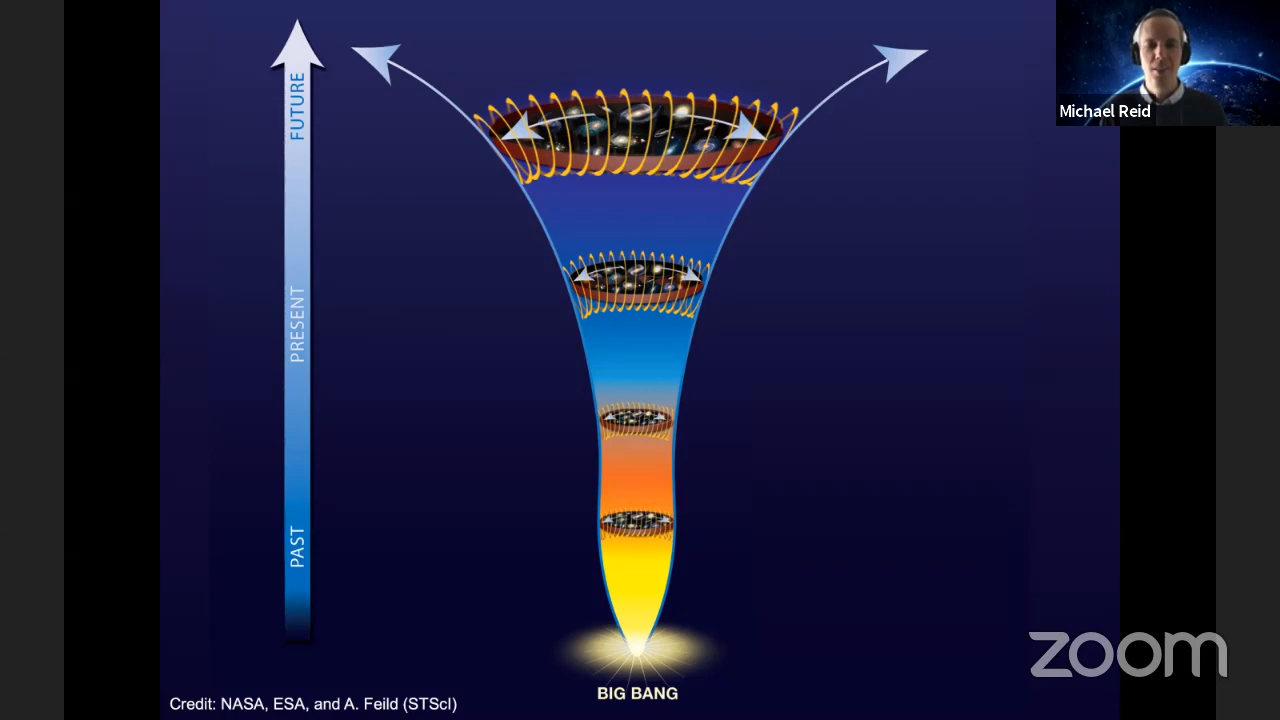 Michael Reid
FUTURE
PRESENT
PAST
BIG BANG
Credit: NASA, ESA, and A. Feild (STScI)
zoom